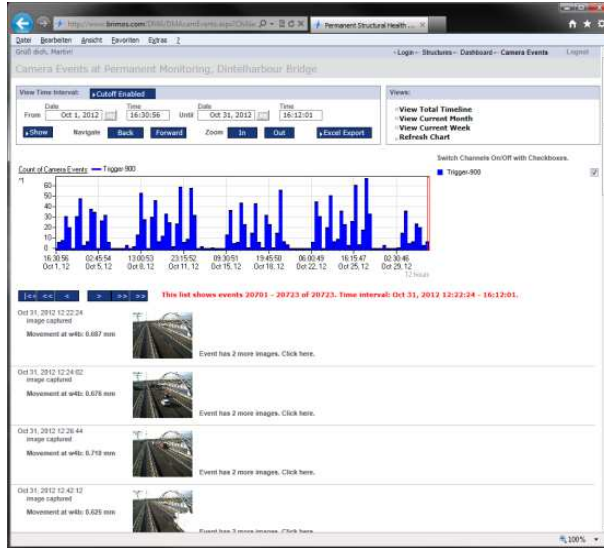 http://www.brimos.com/
Permanent Structural Health ...
Datei Bearbeiten Ansicht Favoriten Extras ?
Grüß dich, Martin!
Login Structures Dashboard Camera Events Logout
Camera Events at Permanent Monitoring, Dintelharbour Bridge
View Time Interval: Cutoff Enabled
Views:
Date Time Date Time
From Oct 1, 2012 16:30:56 Until Oct 31, 2012 16:12:01
Show Navigate Back Forward Zoom In Out Excel Export
View Total Timeline
View Current Month
View Current Week
Refresh Chart
Switch Channels On/Off with Checkboxes.
Trigger-900
Count of Camera Events Trigger-900
60
50
40
30
20
10
0
16:30:56 02:45:54 13:00:53 23:15:52 09:30:51 19:45:50 06:00:49 16:15:47 02:30:46
Oct 1, 12 Oct 5, 12 Oct 8, 12 Oct 11, 12 Oct 15, 12 Oct 18, 12 Oct 22, 12 Oct 25, 12 Oct 29, 12
12 hours
|<< << < > >> >>
This list shows events 20701 - 20723 of 20723. Time interval: Oct 31, 2012 12:22:24 - 16:12:01.
Oct 31, 2012 12:22:24
image captured
Movement at w4b: 0.687 mm
Event has 2 more images. Click here.
Oct 31, 2012 12:24:02
image captured
Movement at w4b: 0.676 mm
Event has 2 more images. Click here.
Oct 31, 2012 12:26:44
image captured
Movement at w4b: 0.718 mm
Event has 2 more images. Click here.
Oct 31, 2012 12:42:12
image captured
Movement at w4b: 0.625 mm
Event has 2 more images. Click here.
100%